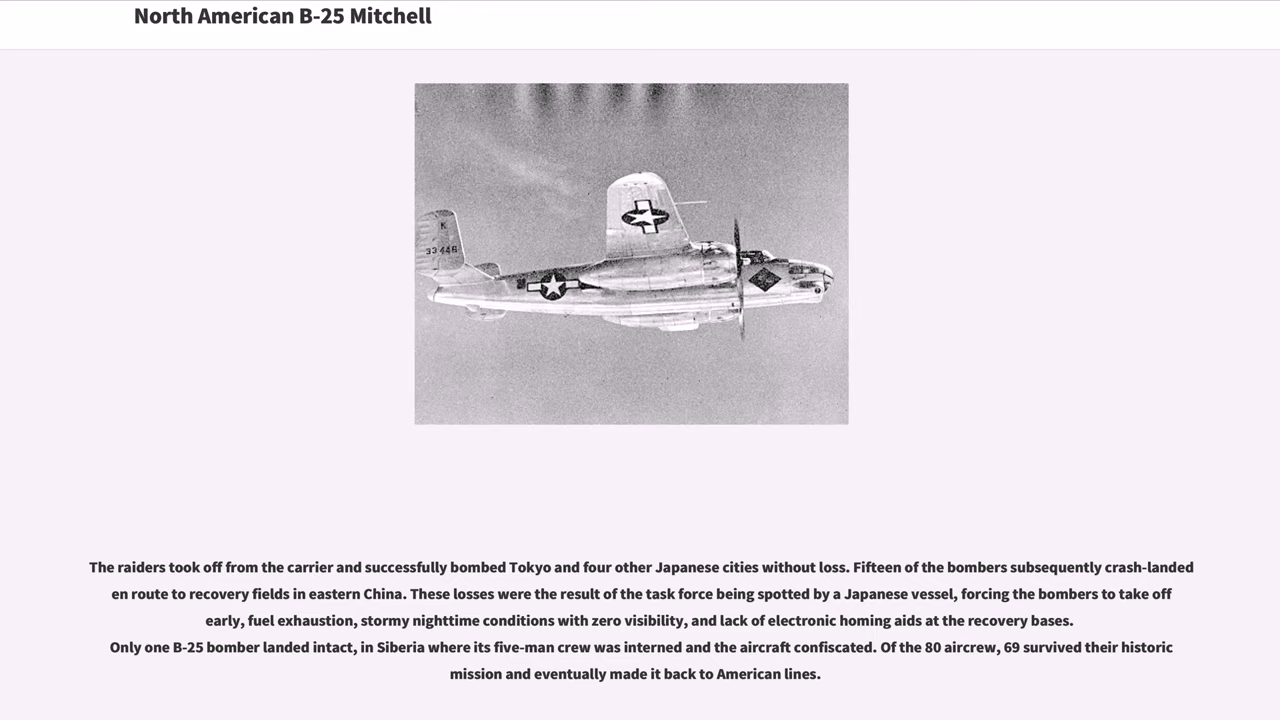 North American B-25 Mitchell
K
33446
The raiders took off from the carrier and successfully bombed Tokyo and four other Japanese cities without loss. Fifteen of the bombers subsequently crash-landed
en route to recovery fields in eastern China. These losses were the result of the task force being spotted by a Japanese vessel, forcing the bombers to take off
early, fuel exhaustion, stormy nighttime conditions with zero visibility, and lack of electronic homing aids at the recovery bases.
Only one B-25 bomber landed intact, in Siberia where its five-man crew was interned and the aircraft confiscated. Of the 80 aircrew, 69 survived their historic
mission and eventually made it back to American lines.